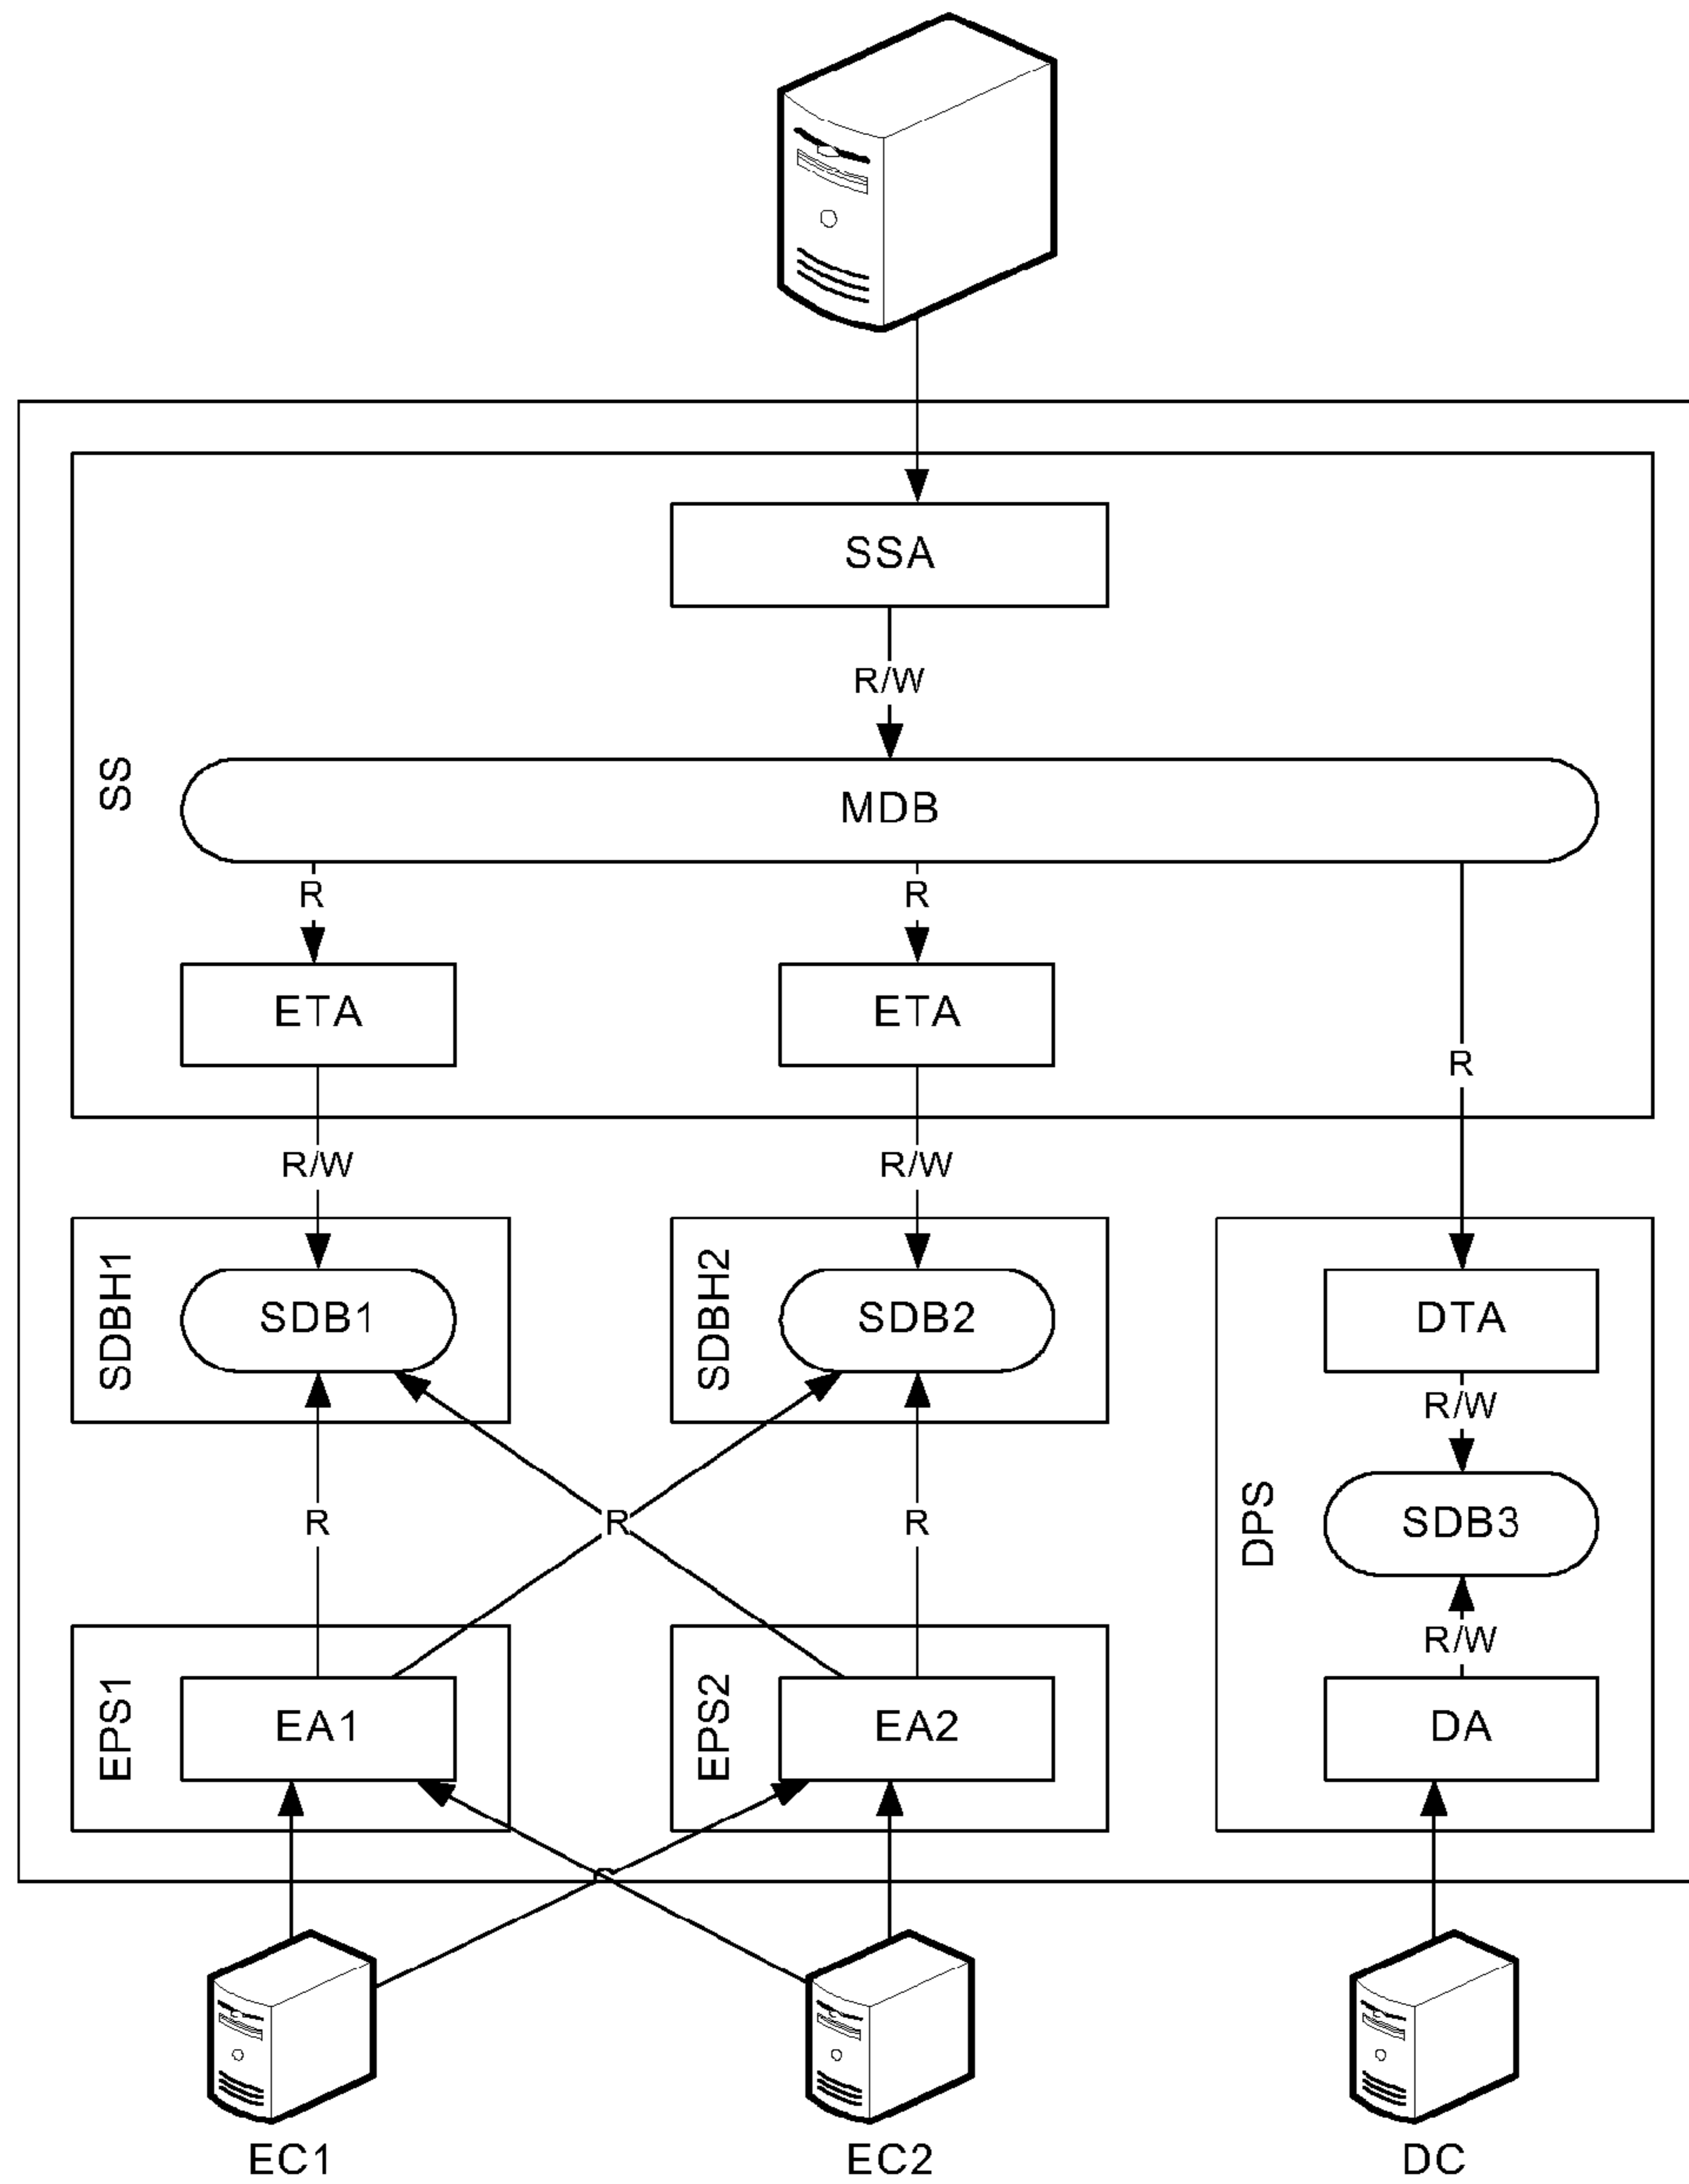 SSA
R/W
SS
MDB
R
R
ETA
ETA
R
R/W
R/W
SDBH1
SDB1
SDBH2
SDB2
DTA
R/W
DPS
SDB3
R
R
R
R/W
EPS1
EA1
EPS2
EA2
DA
EC1
EC2
DC